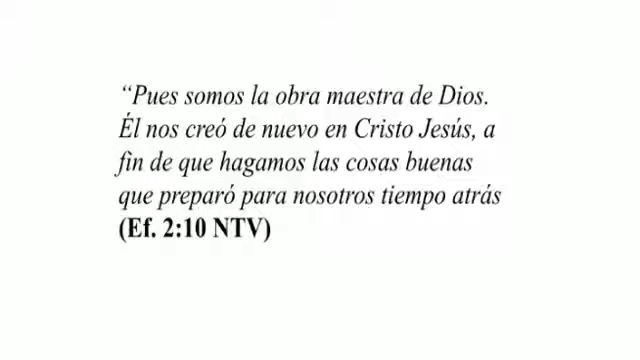 “Pues somos la obra maestra de Dios.
Él nos creó de nuevo en Cristo Jesús, a
fin de que hagamos las cosas buenas
que preparó para nosotros tiempo atrás
(Ef. 2:10 NTV)